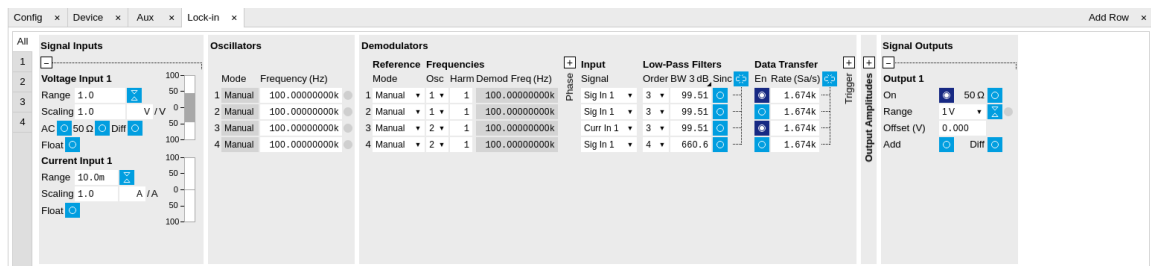 Config × Device × Aux × Lock-in × Add Row ×
All Signal Inputs Oscillators Demodulators Signal Outputs
1 Reference Frequencies Input Low-Pass Filters Data Transfer
2 Voltage Input 1 100 Mode Frequency (Hz) Mode Osc Harm Demod Freq (Hz) Phase Signal Order BW 3 dB Sinc En Rate (Sa/s) Trigger Output Amplitudes Output 1
3 Range 1.0 50 1 Manual 100.00000000k 1 Manual 1 1 100.00000000k Sig In 1 3 99.51 1.674k On 50 Ω
Scaling 1.0 V / V 0 2 Manual 100.00000000k 2 Manual 1 1 100.00000000k Sig In 1 3 99.51 1.674k Range 1 V
4 AC 50 Ω Diff 50 3 Manual 100.00000000k 3 Manual 2 1 100.00000000k Curr In 1 3 99.51 1.674k Offset (V) 0.000
Float 100 4 Manual 100.00000000k 4 Manual 2 1 100.00000000k Sig In 1 4 660.6 1.674k Add Diff
Current Input 1 100
Range 10.0m 50
Scaling 1.0 A / A 0
Float 50
100